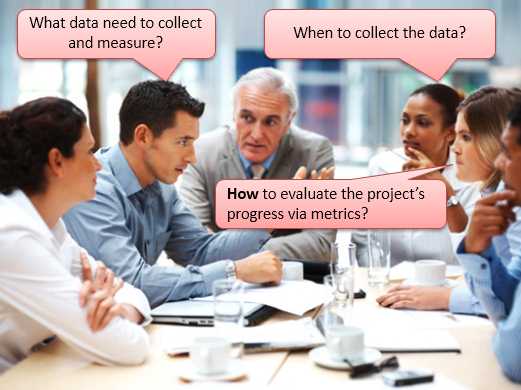 What data need to collect
and measure?
When to collect the data?
How to evaluate the project's
progress via metrics?